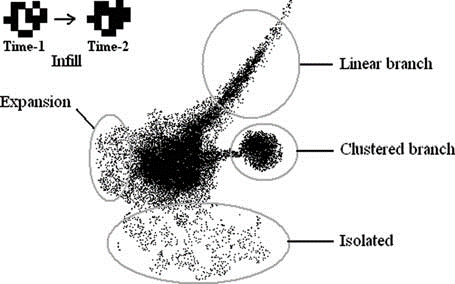 Time-1
Time-2
Infill
Linear branch
Expansion
Clustered branch
Isolated